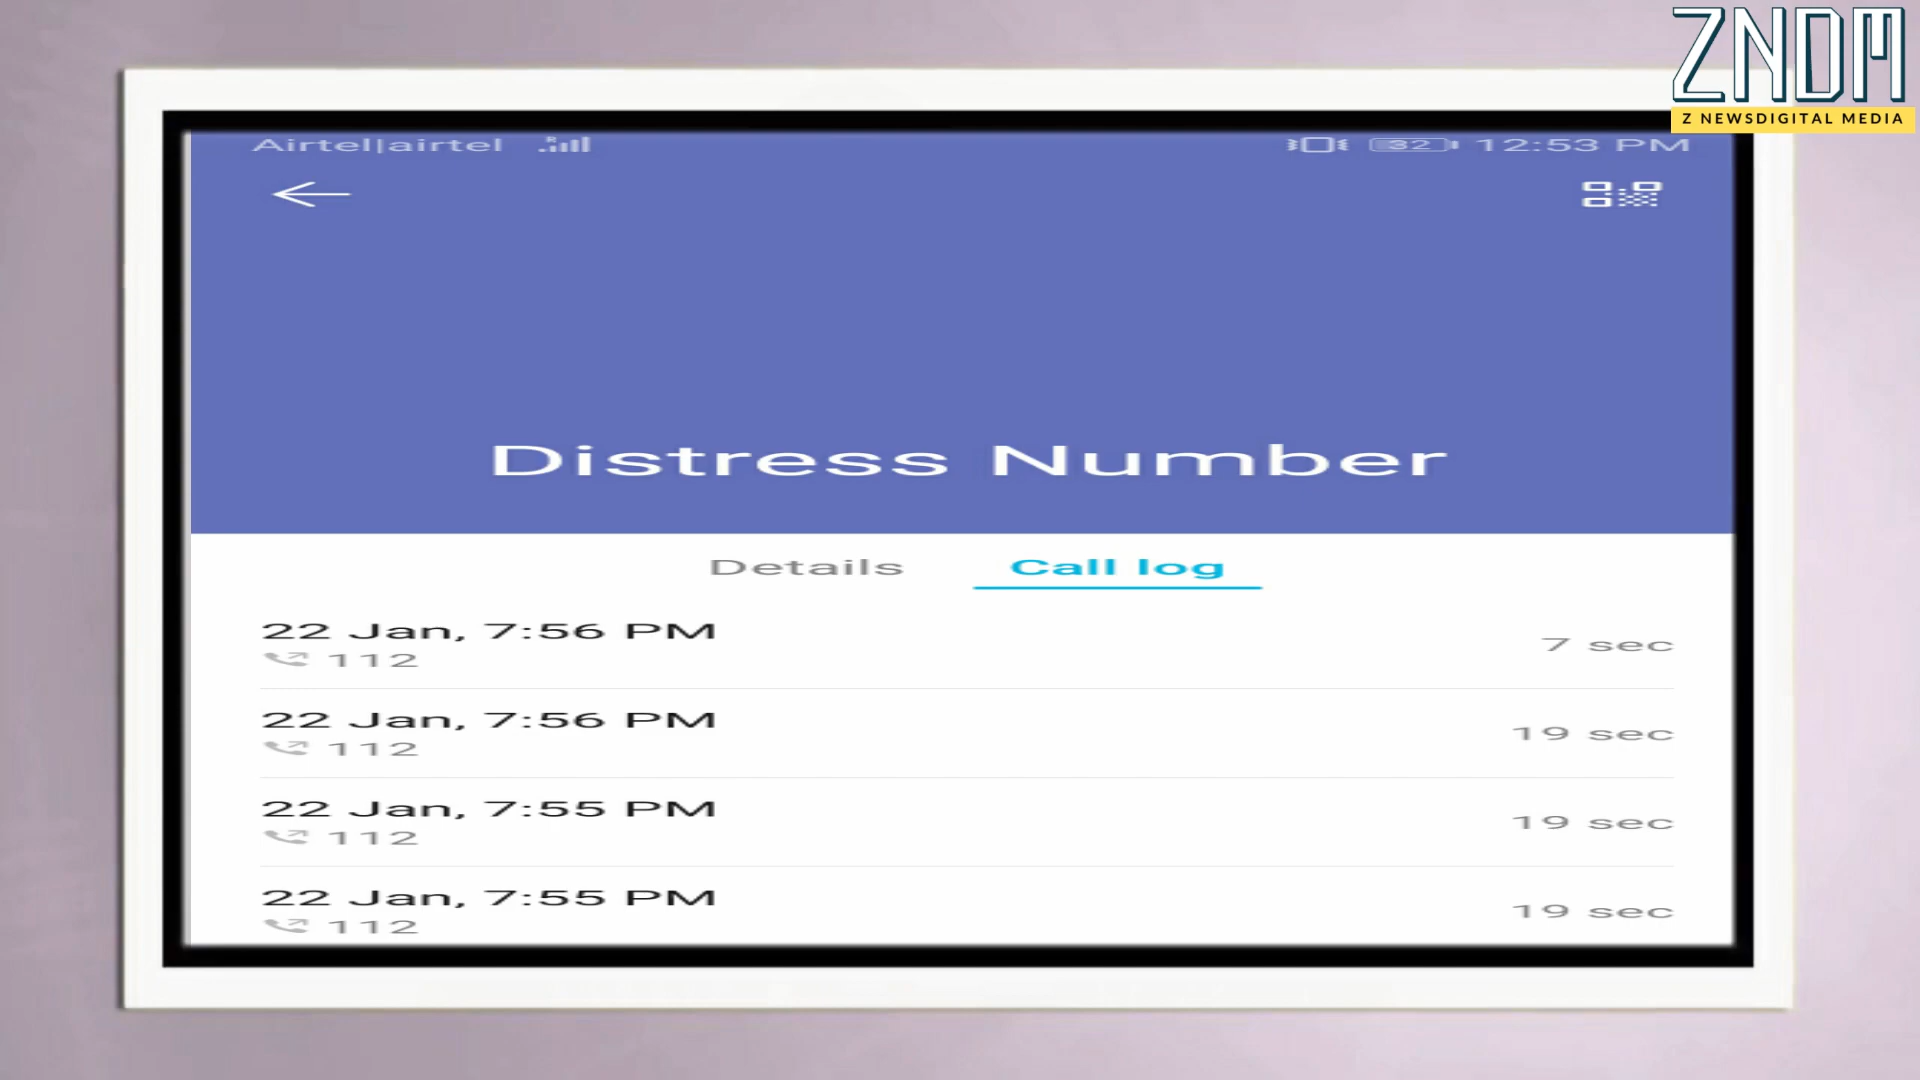 ZNDM
Z NEWSDIGITAL MEDIA
Airtel|airtel 32 12:53 PM
Distress Number
Details Call log
22 Jan, 7:56 PM 7 sec
112
22 Jan, 7:56 PM 19 sec
112
22 Jan, 7:55 PM 19 sec
112
22 Jan, 7:55 PM 19 sec
112